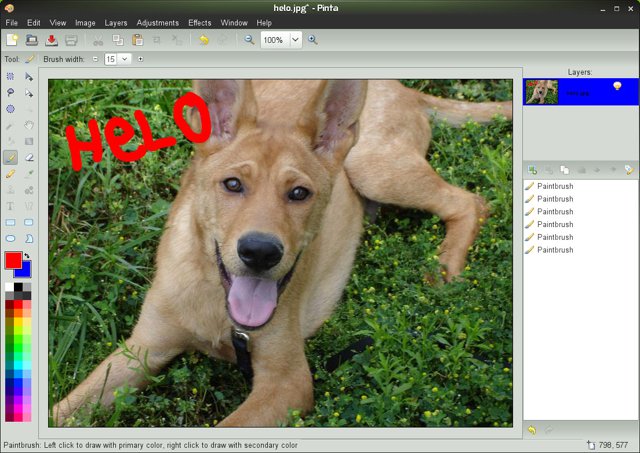 helo.jpg* - Pinta
File Edit View Image Layers Adjustments Effects Window Help
100%
Tool: Brush width: 15
Layers:
HELO
Paintbrush
Paintbrush
Paintbrush
Paintbrush
Paintbrush
Paintbrush
Paintbrush: Left click to draw with primary color, right click to draw with secondary color
798, 577